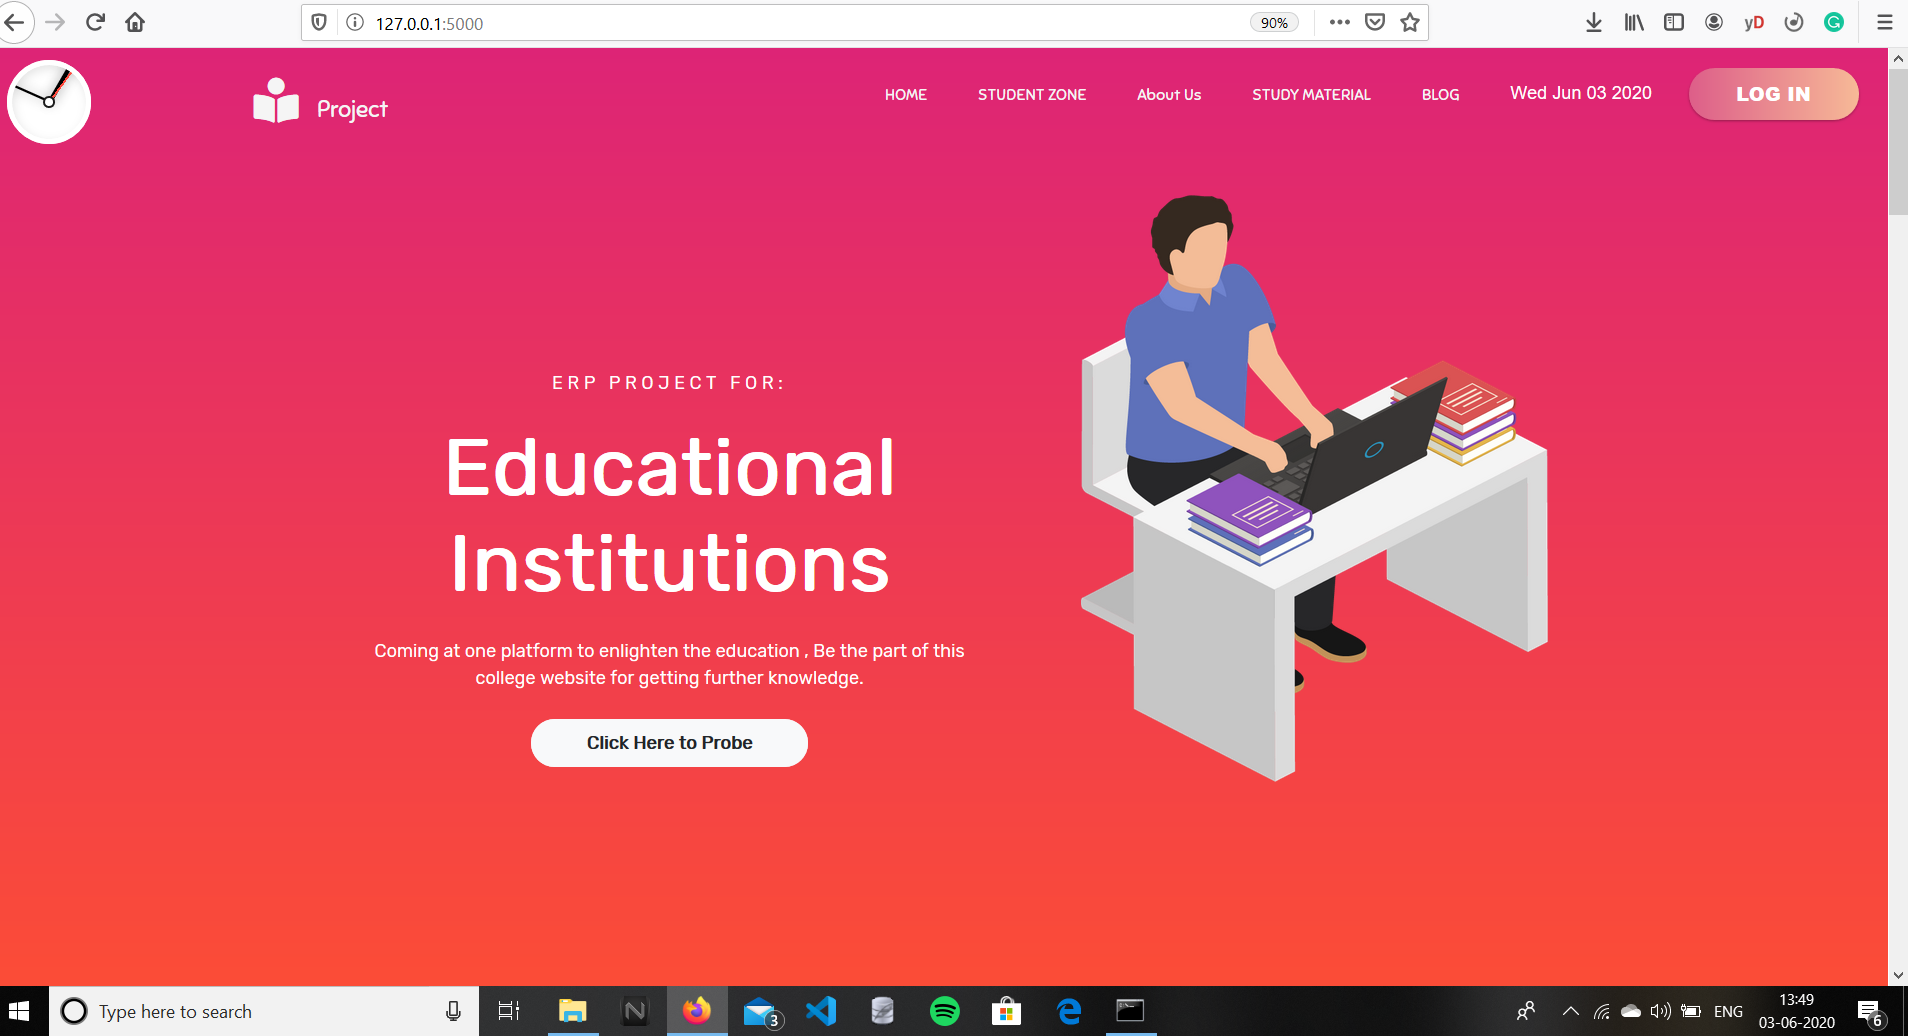 127.0.0.1:5000
90%
yD
Project
HOME
STUDENT ZONE
About Us
STUDY MATERIAL
BLOG
Wed Jun 03 2020
LOG IN
ERP PROJECT FOR:
Educational
Institutions
Coming at one platform to enlighten the education , Be the part of this
college website for getting further knowledge.
Click Here to Probe
Type here to search
N
3
ENG
13:49
03-06-2020
6